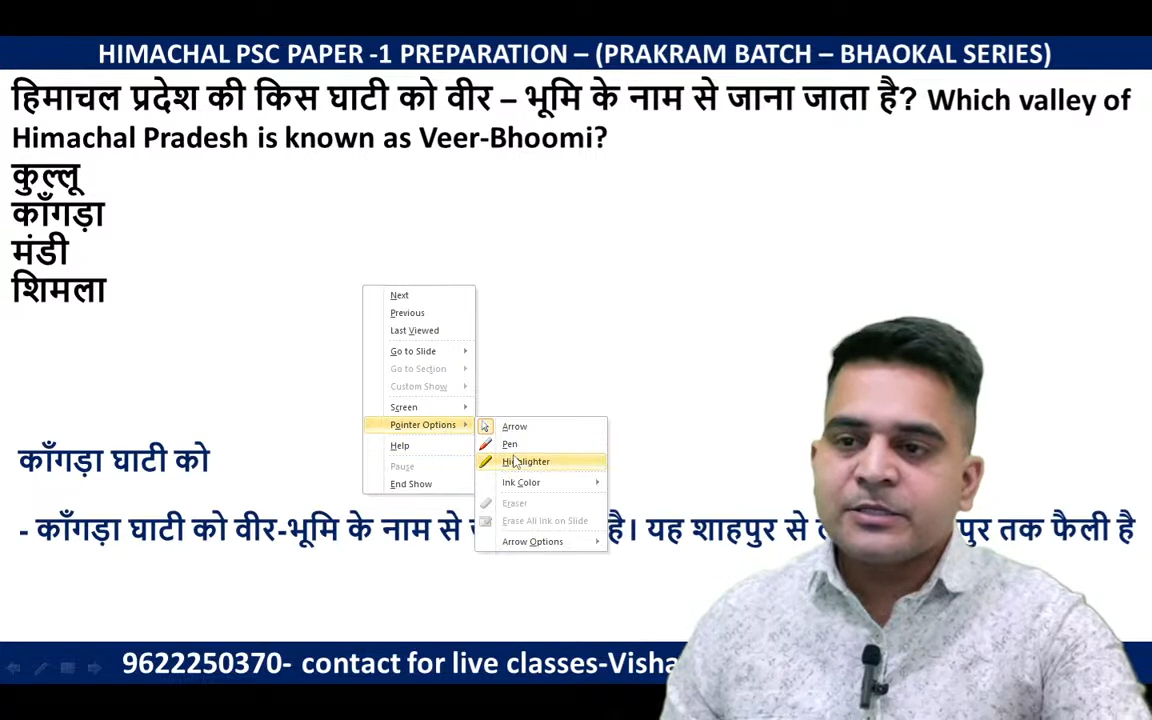 HIMACHAL PSC PAPER -1 PREPARATION – (PRAKRAM BATCH – BHAOKAL SERIES)
हिमाचल प्रदेश की किस घाटी को वीर – भूमि के नाम से जाना जाता है? Which valley of
Himachal Pradesh is known as Veer-Bhoomi?
कुल्लू
काँगड़ा
मंडी
शिमला
Next
Previous
Last Viewed
Go to Slide
Go to Section
Custom Show
Screen
Pointer Options
Help
Pause
End Show
Arrow
Pen
Highlighter
Ink Color
Eraser
Erase All Ink on Slide
Arrow Options
काँगड़ा घाटी को
- काँगड़ा घाटी को वीर-भूमि के नाम से है। यह शाहपुर से तक फैली है
9622250370- contact for live classes-